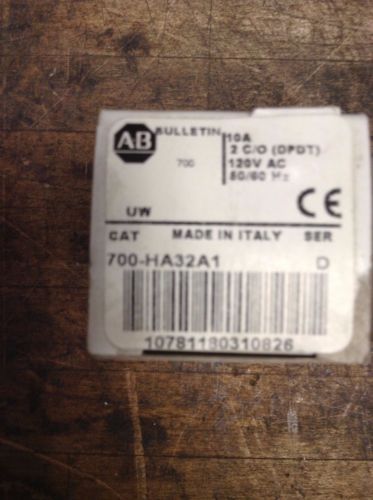 AB
BULLETIN
700
10A
2 C/O (DPDT)
120V AC
50/60 Hz
UW
CE
CAT MADE IN ITALY SER
700-HA32A1 D
10781180310826